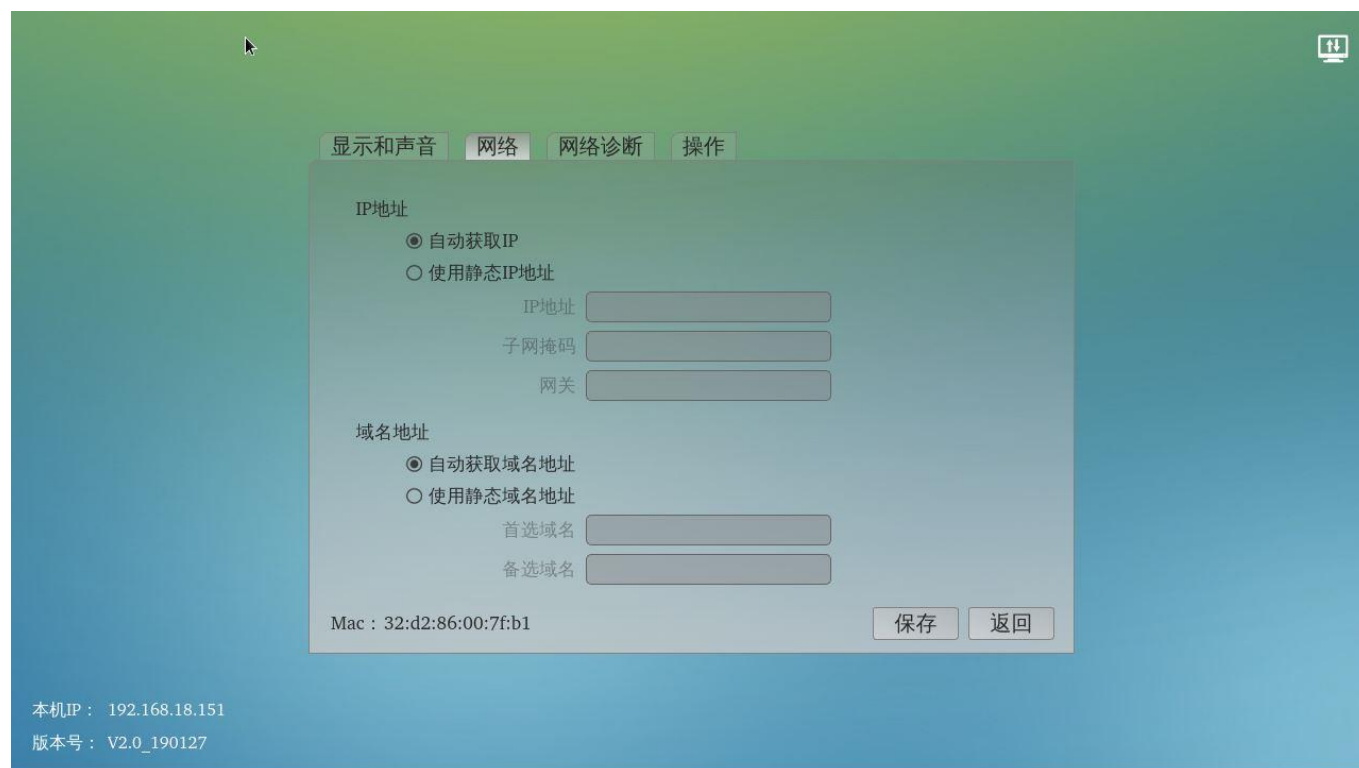 显示和声音 网络 网络诊断 操作
IP地址
自动获取IP
使用静态IP地址
IP地址
子网掩码
网关
域名地址
自动获取域名地址
使用静态域名地址
首选域名
备选域名
Mac : 32:d2:86:00:7f:b1 保存 返回
本机IP : 192.168.18.151
版本号 : V2.0_190127